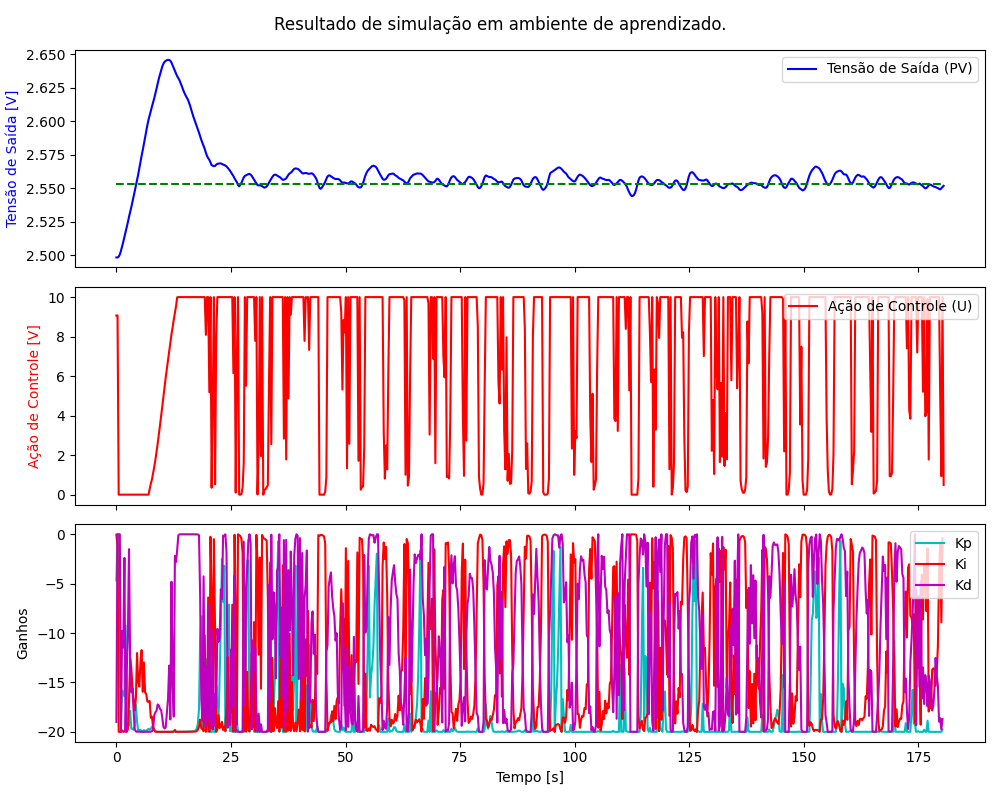 Resultado de simulação em ambiente de aprendizado.
Tensão de Saída [V]
2.650
2.625
2.600
2.575
2.550
2.525
2.500
Tensão de Saída (PV)
Ação de Controle [V]
10
8
6
4
2
0
Ação de Controle (U)
Ganhos
0
−5
−10
−15
−20
Kp
Ki
Kd
0
25
50
75
100
125
150
175
Tempo [s]